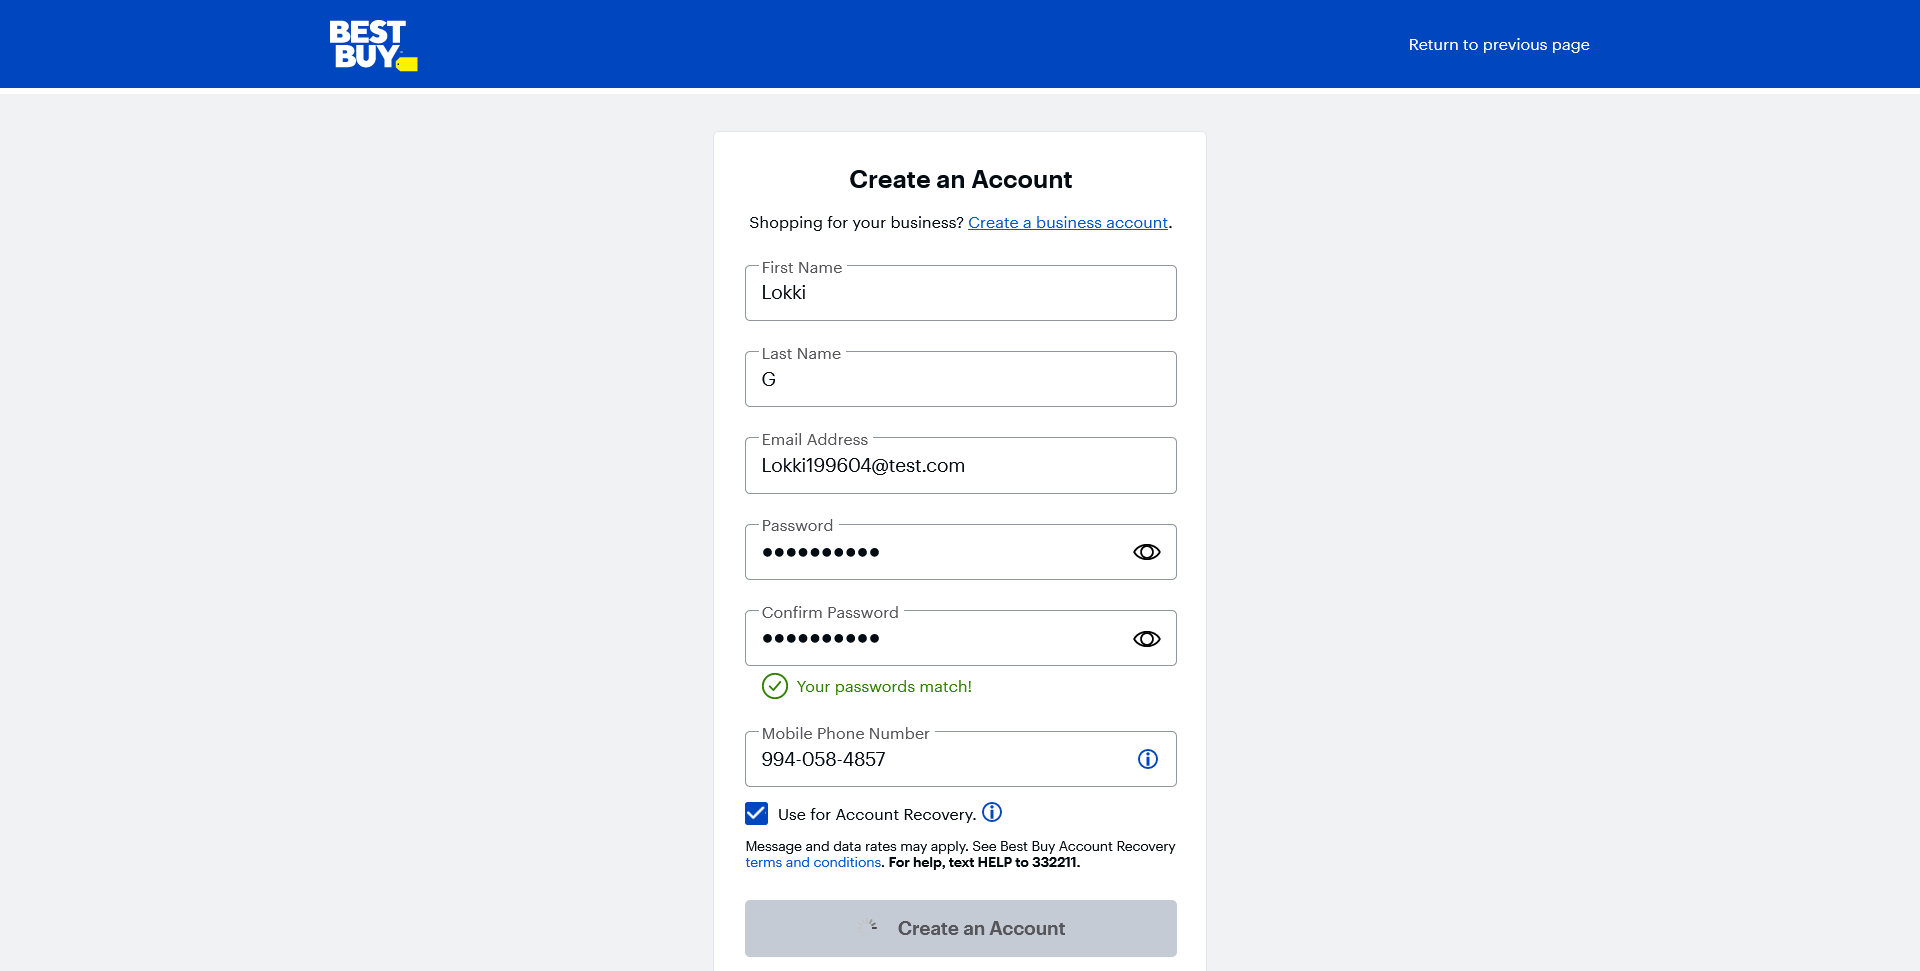 BEST
BUY
Return to previous page
Create an Account
Shopping for your business? Create a business account.
First Name
Lokki
Last Name
G
Email Address
Lokki199604@test.com
Password
••••••••••
Confirm Password
••••••••••
Your passwords match!
Mobile Phone Number
994-058-4857
Use for Account Recovery.
Message and data rates may apply. See Best Buy Account Recovery
terms and conditions. For help, text HELP to 332211.
Create an Account